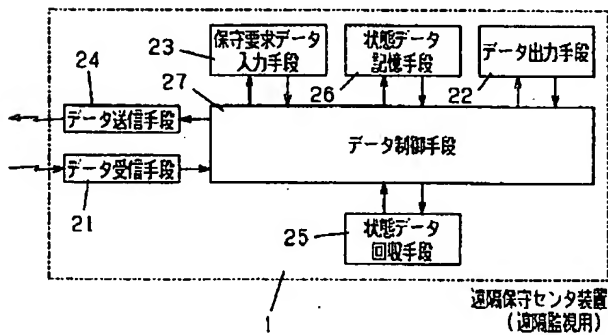 23
保守要求データ
入力手段
状態データ
記憶手段
データ出力手段
24
27
26
22
データ送信手段
データ制御手段
データ受信手段
21
25
状態データ
回収手段
1
遠隔保守センタ装置
(遠隔監視用)